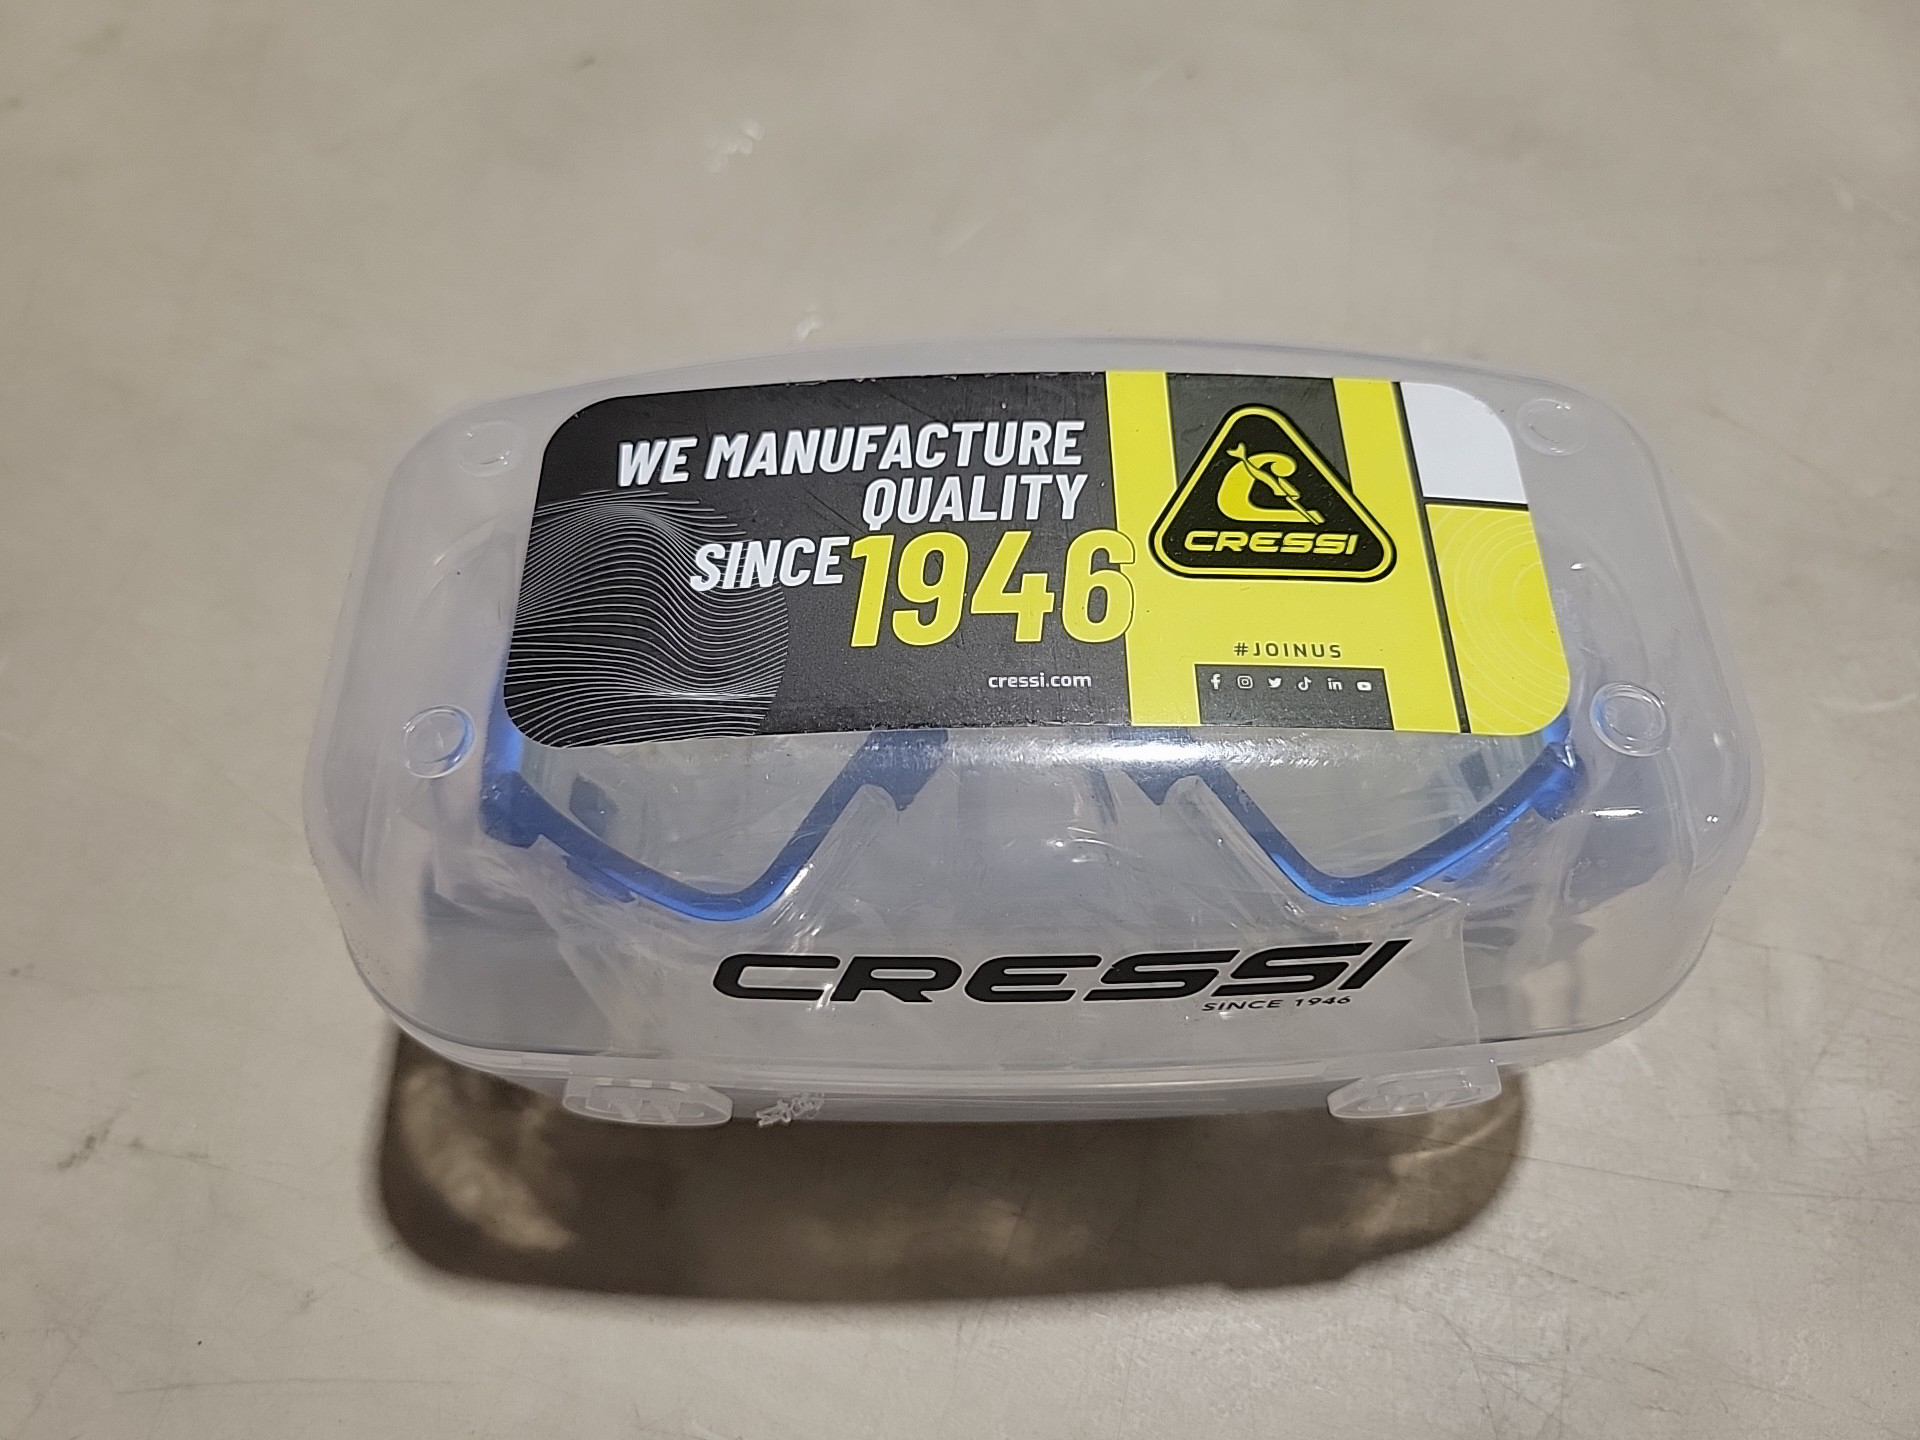 WE MANUFACTURE
QUALITY
SINCE 1946
cressi.com
CRESSI
#JOINUS
CRESSI
SINCE 1946